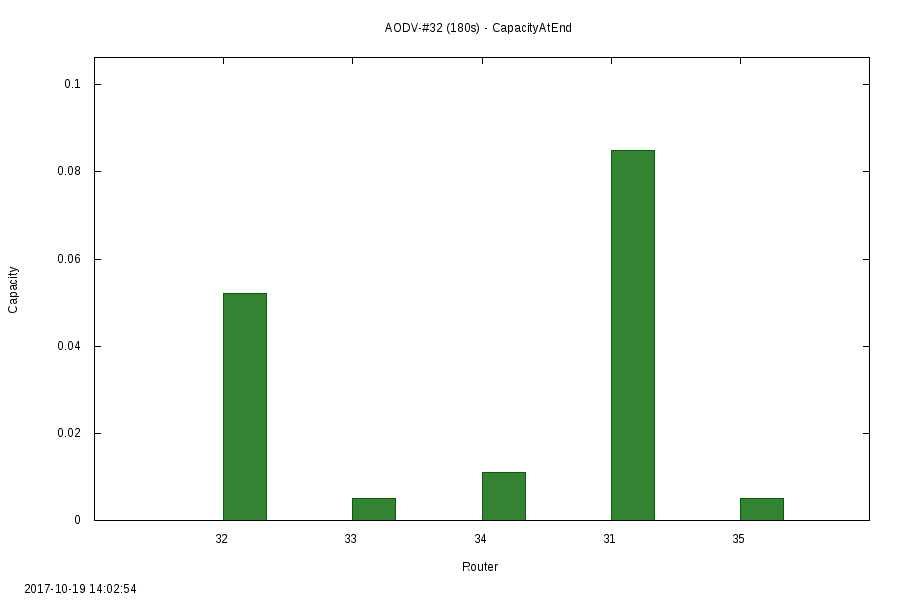 AODV-#32 (180s) - CapacityAtEnd
0.1
0.08
0.06
0.04
0.02
0
Capacity
32 33 34 31 35
Router
2017-10-19 14:02:54